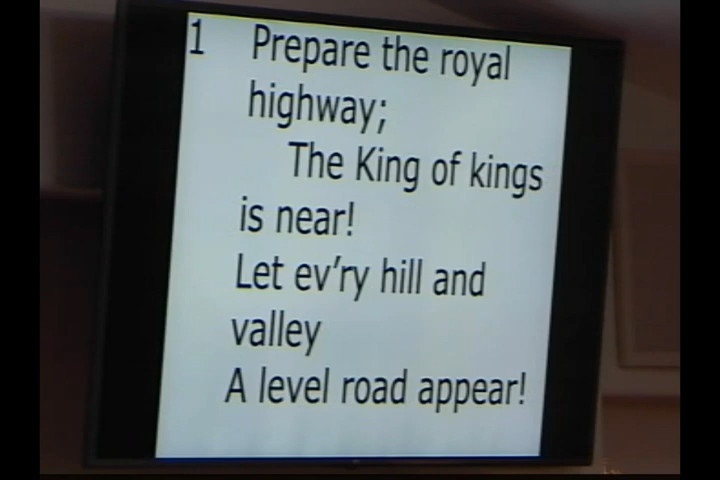 1 Prepare the royal
highway;
The King of kings
is near!
Let ev'ry hill and
valley
A level road appear!